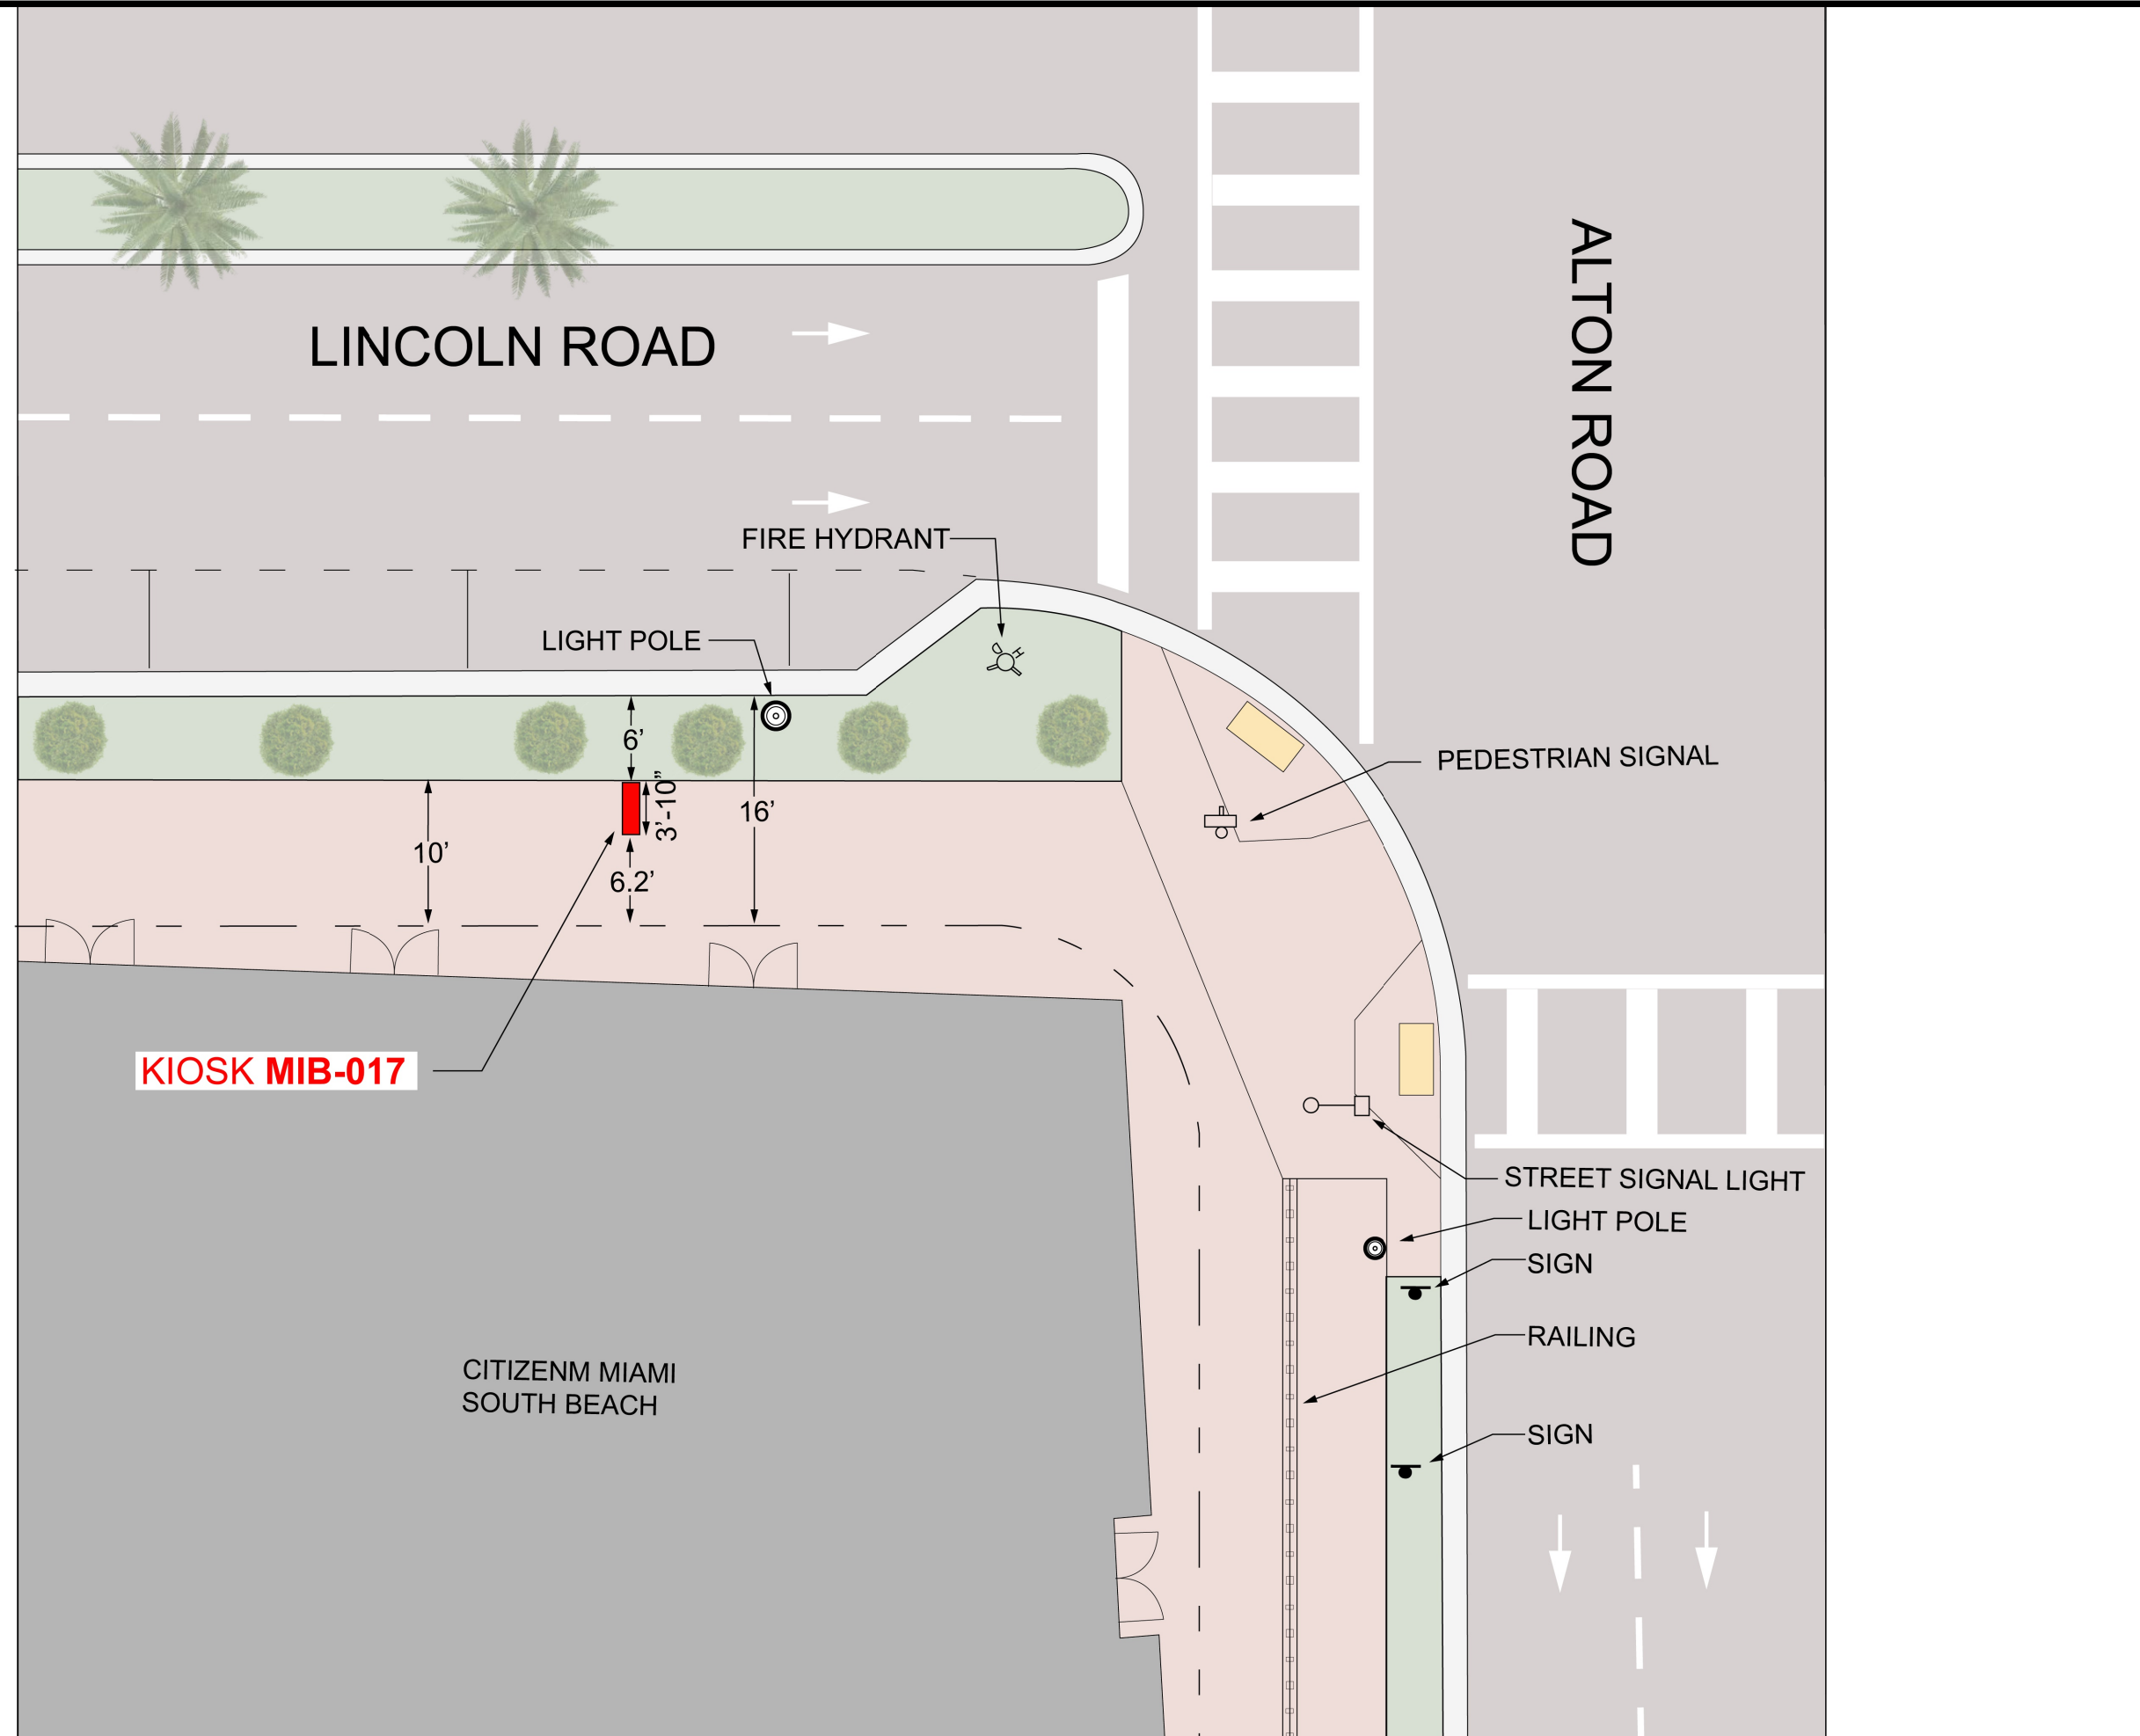 ALTON ROAD
LINCOLN ROAD
FIRE HYDRANT
LIGHT POLE
6’
3’-10”
16’
PEDESTRIAN SIGNAL
10’
6.2’
KIOSK MIB-017
STREET SIGNAL LIGHT
LIGHT POLE
SIGN
RAILING
CITIZENM MIAMI
SOUTH BEACH
SIGN